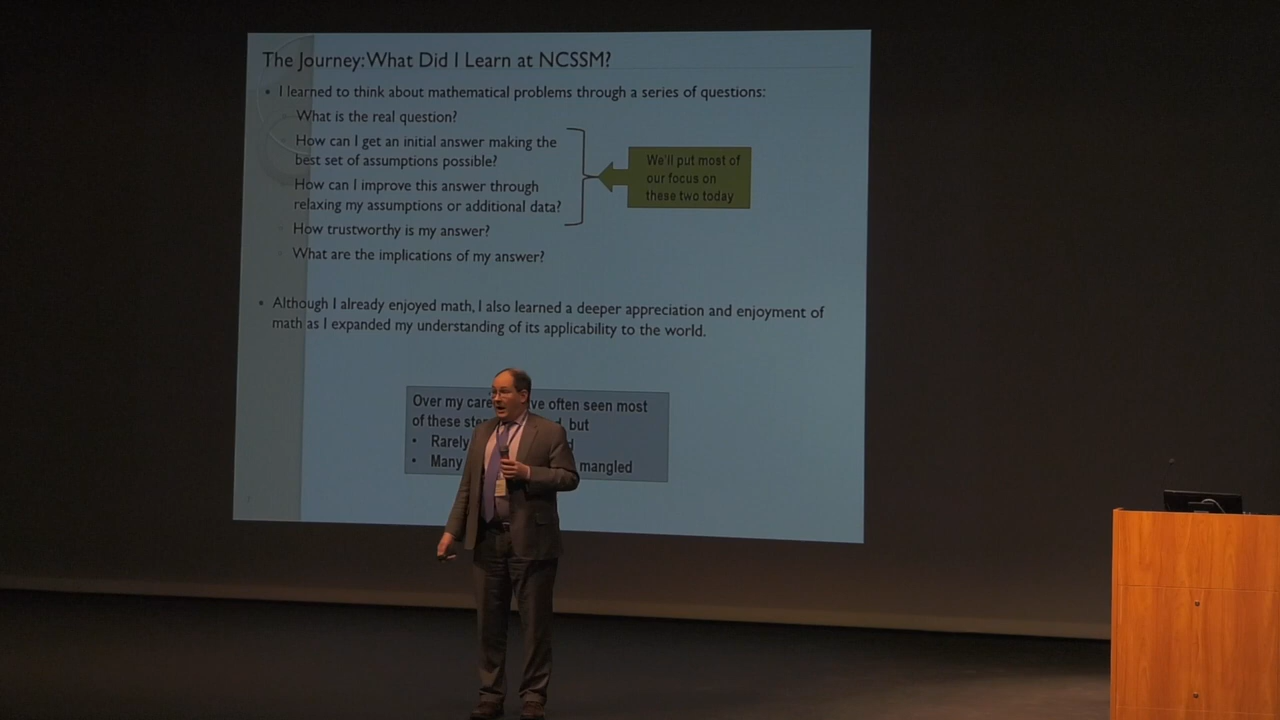 The Journey: What Did I Learn at NCSSM?
• I learned to think about mathematical problems through a series of questions:
What is the real question?
How can I get an initial answer making the
best set of assumptions possible?
How can I improve this answer through
relaxing my assumptions or additional data?
How trustworthy is my answer?
What are the implications of my answer?
We'll put most of
our focus on
these two today
• Although I already enjoyed math, I also learned a deeper appreciation and enjoyment of
math as I expanded my understanding of its applicability to the world.
Over my often seen most
of these but
• Rarely
• Many mangled